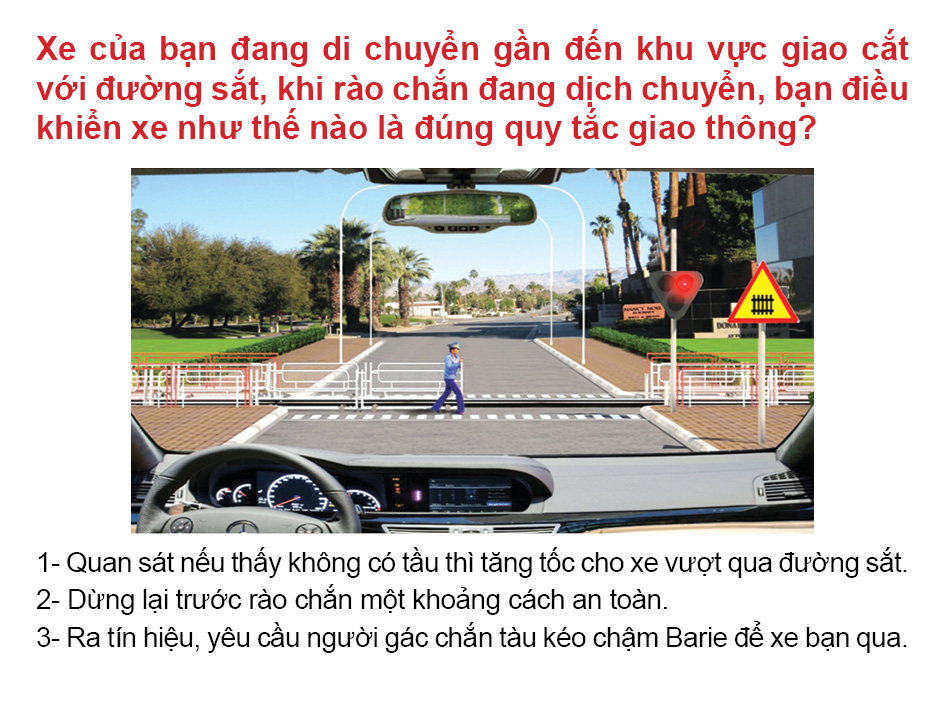 Xe của bạn đang di chuyển gần đến khu vực giao cắt
với đường sắt, khi rào chắn đang dịch chuyển, bạn điều
khiển xe như thế nào là đúng quy tắc giao thông?
1- Quan sát nếu thấy không có tầu thì tăng tốc cho xe vượt qua đường sắt.
2- Dừng lại trước rào chắn một khoảng cách an toàn.
3- Ra tín hiệu, yêu cầu người gác chắn tàu kéo chậm Barie để xe bạn qua.